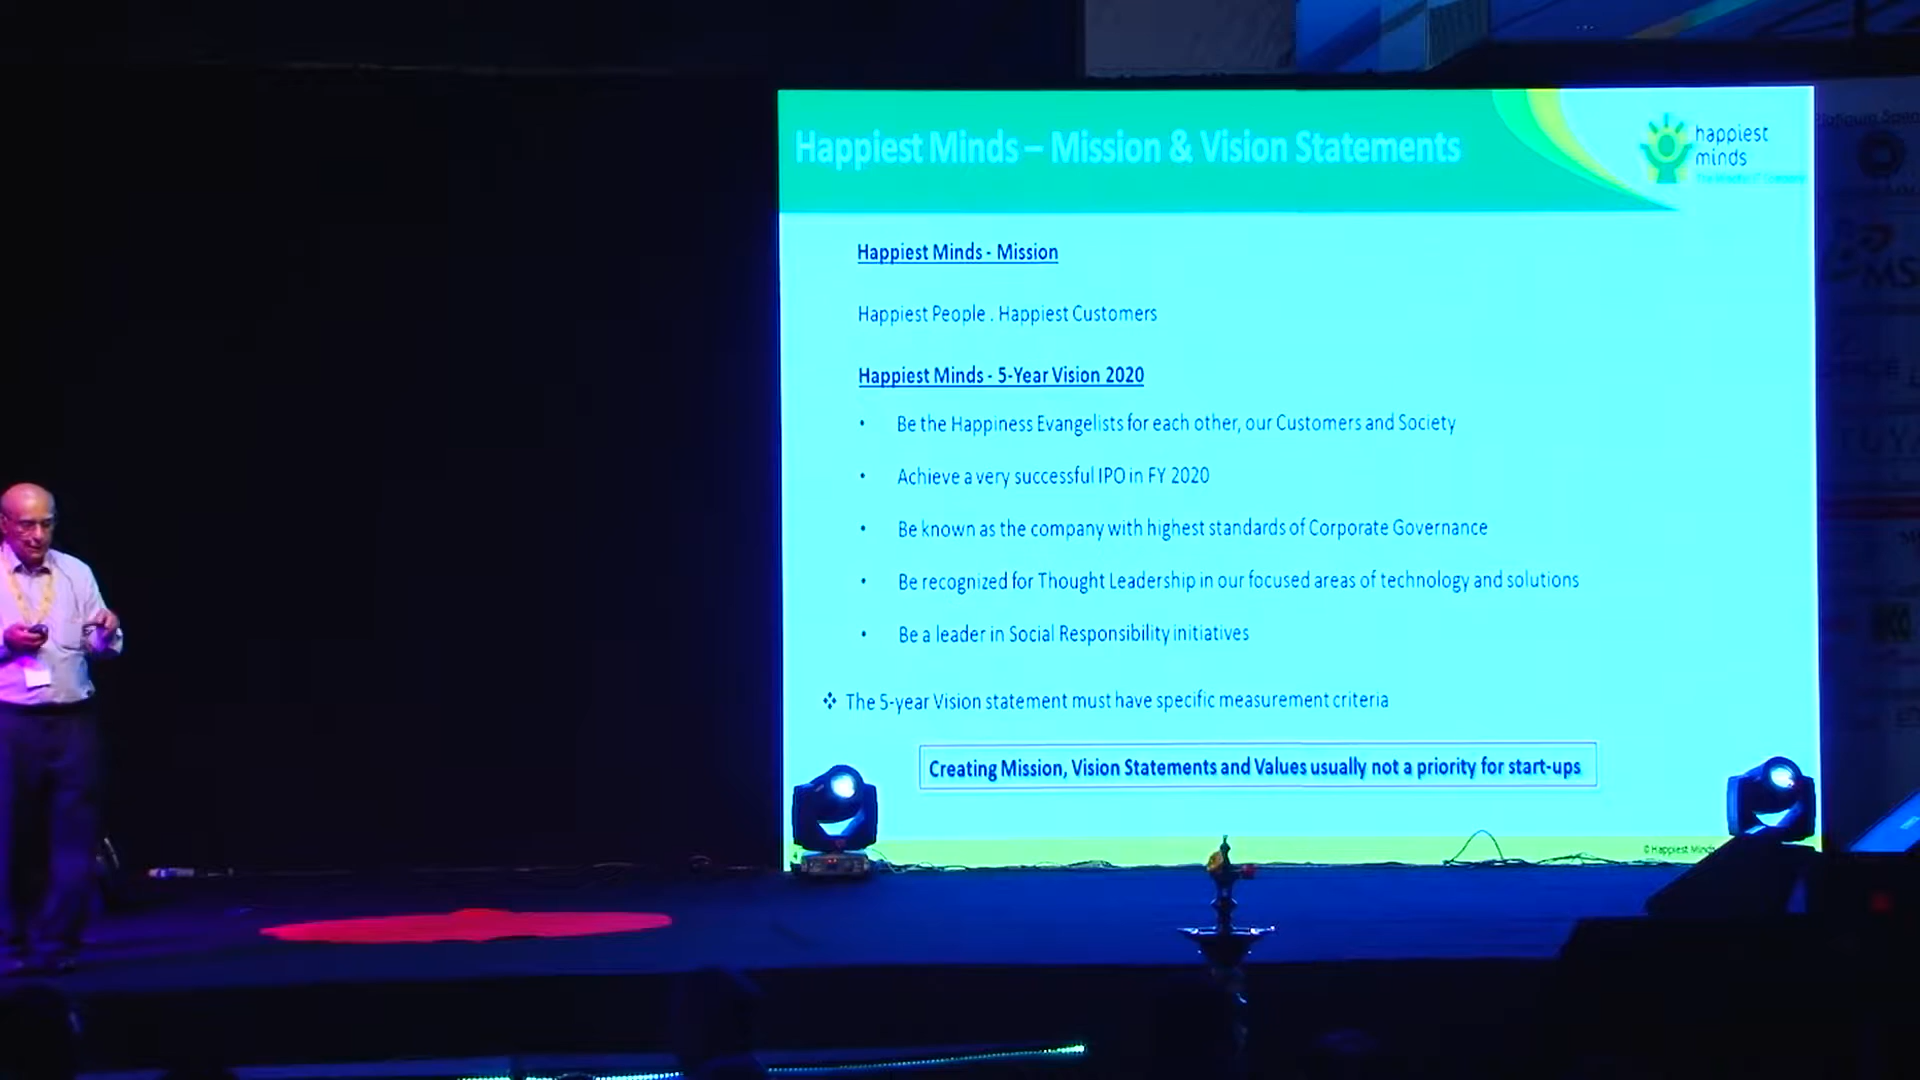 Happiest Minds – Mission & Vision Statements
happiest
minds
Happiest Minds - Mission
Happiest People . Happiest Customers
Happiest Minds - 5-Year Vision 2020
• Be the Happiness Evangelists for each other, our Customers and Society
• Achieve a very successful IPO in FY 2020
• Be known as the company with highest standards of Corporate Governance
• Be recognized for Thought Leadership in our focused areas of technology and solutions
• Be a leader in Social Responsibility initiatives
❖ The 5-year Vision statement must have specific measurement criteria
Creating Mission, Vision Statements and Values usually not a priority for start-ups
© Happiest Minds